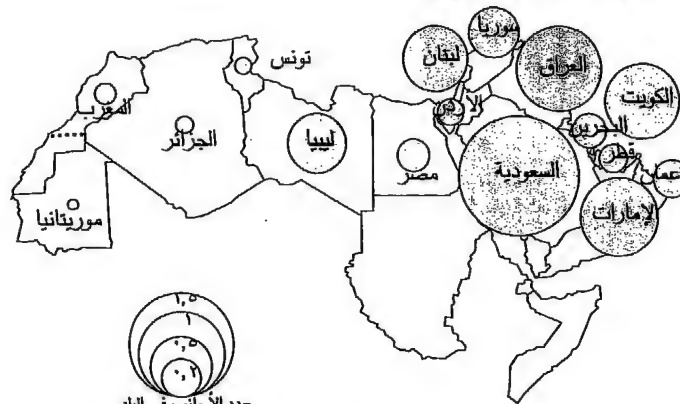 سوريا
لبنان
العراق
تونس
الكويت
الأردن
المغرب
البحرين
الجزائر
ليبيا
قطر
مصر
السعودية
عمان
الإمارات
موريتانيا
١,٥
١
٠,٥
٠,٢